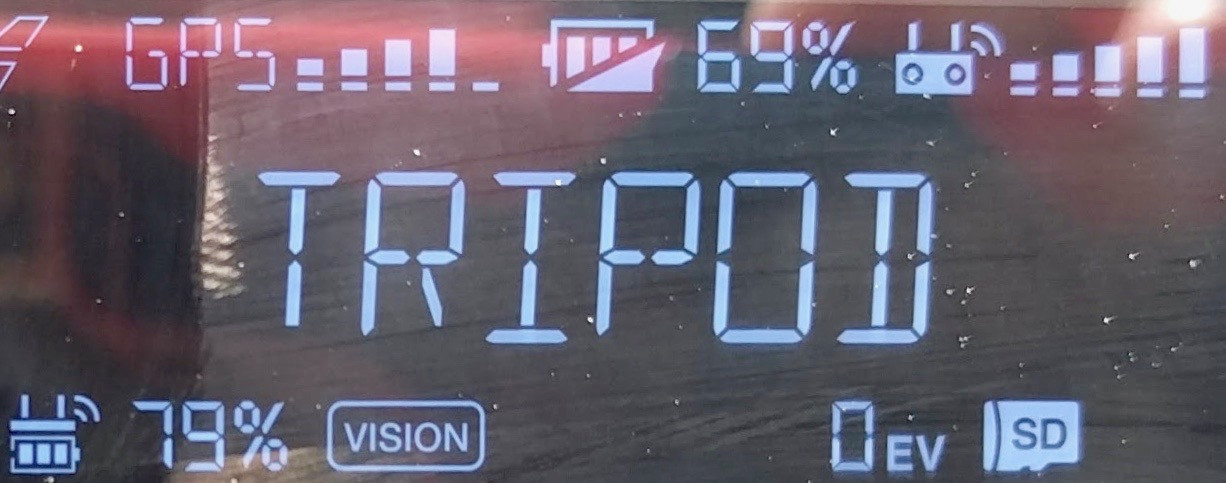 GPS 69%
TRIPOD
79% VISION 0EV SD